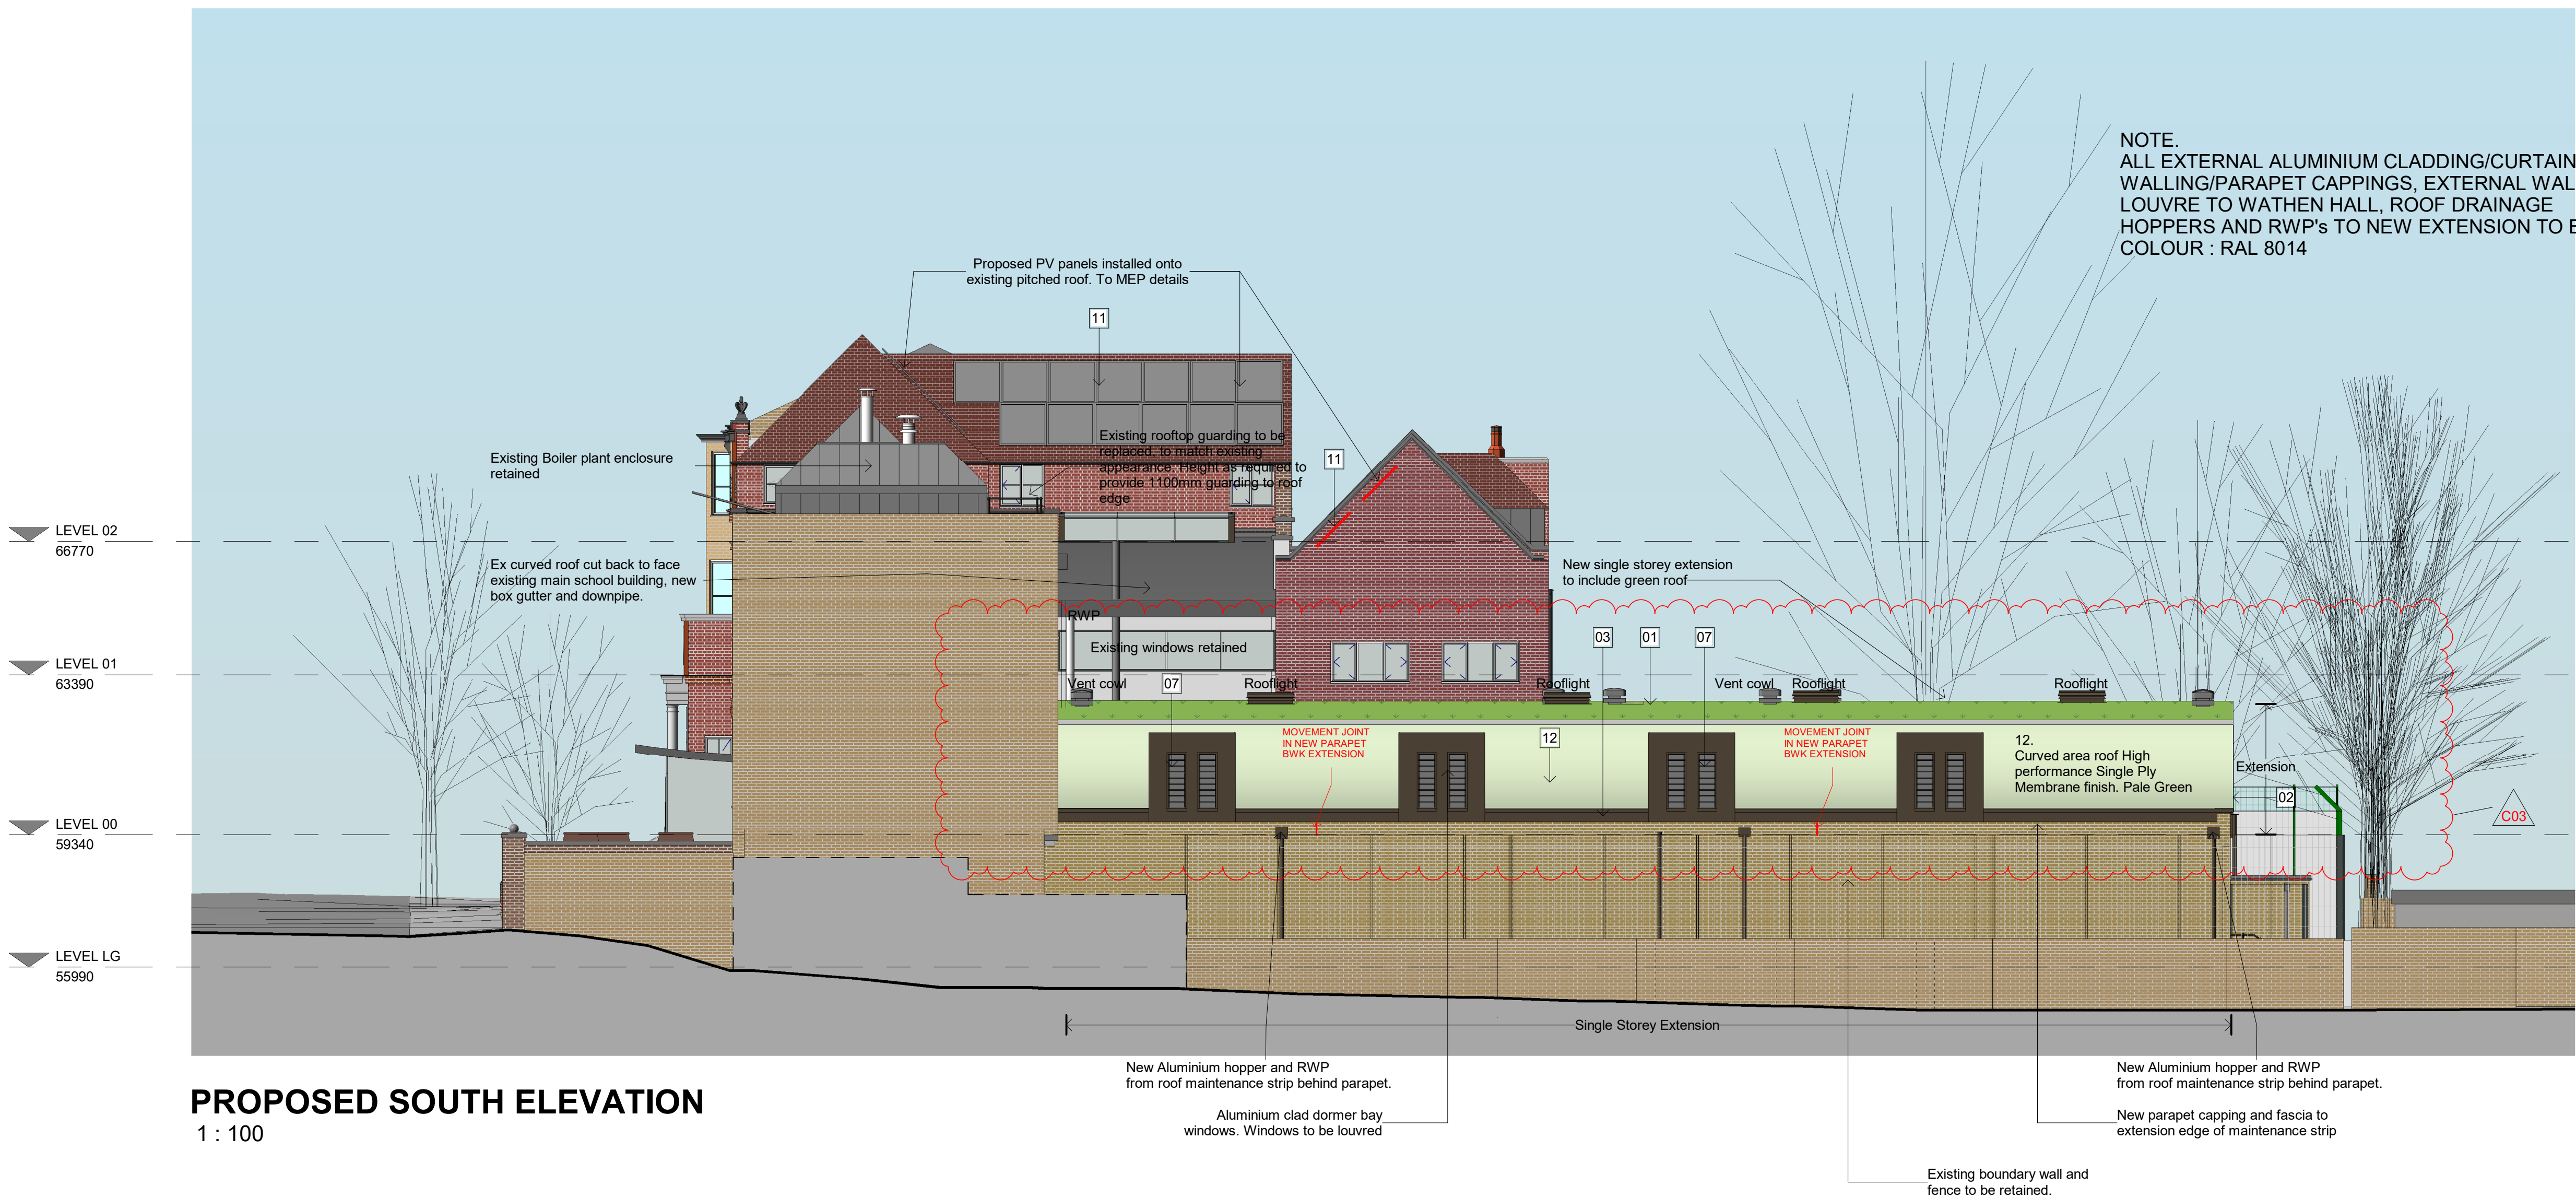 NOTE.
ALL EXTERNAL ALUMINIUM CLADDING/CURTAIN
WALLING/PARAPET CAPPINGS, EXTERNAL WAL
LOUVRE TO WATHEN HALL, ROOF DRAINAGE
HOPPERS AND RWP's TO NEW EXTENSION TO
COLOUR : RAL 8014
Proposed PV panels installed onto
existing pitched roof. To MEP details
11
Existing rooftop guarding to be
replaced, to match existing
appearance. Height as required to
provide 1100mm guarding to roof
edge
11
Existing Boiler plant enclosure
retained
LEVEL 02
66770
Ex curved roof cut back to face
existing main school building, new
box gutter and downpipe.
New single storey extension
to include green roof
RWP
Existing windows retained
03
01
07
LEVEL 01
63390
Vent cowl
07
Rooflight
Rooflight
Vent cowl
Rooflight
Rooflight
MOVEMENT JOINT
IN NEW PARAPET
BWK EXTENSION
12
MOVEMENT JOINT
IN NEW PARAPET
BWK EXTENSION
12.
Curved area roof High
performance Single Ply
Membrane finish. Pale Green
Extension
02
C03
LEVEL 00
59340
LEVEL LG
55990
Single Storey Extension
New Aluminium hopper and RWP
from roof maintenance strip behind parapet.
New Aluminium hopper and RWP
from roof maintenance strip behind parapet.
Aluminium clad dormer bay
windows. Windows to be louvred
New parapet capping and fascia to
extension edge of maintenance strip
Existing boundary wall and
fence to be retained.
PROPOSED SOUTH ELEVATION
1 : 100